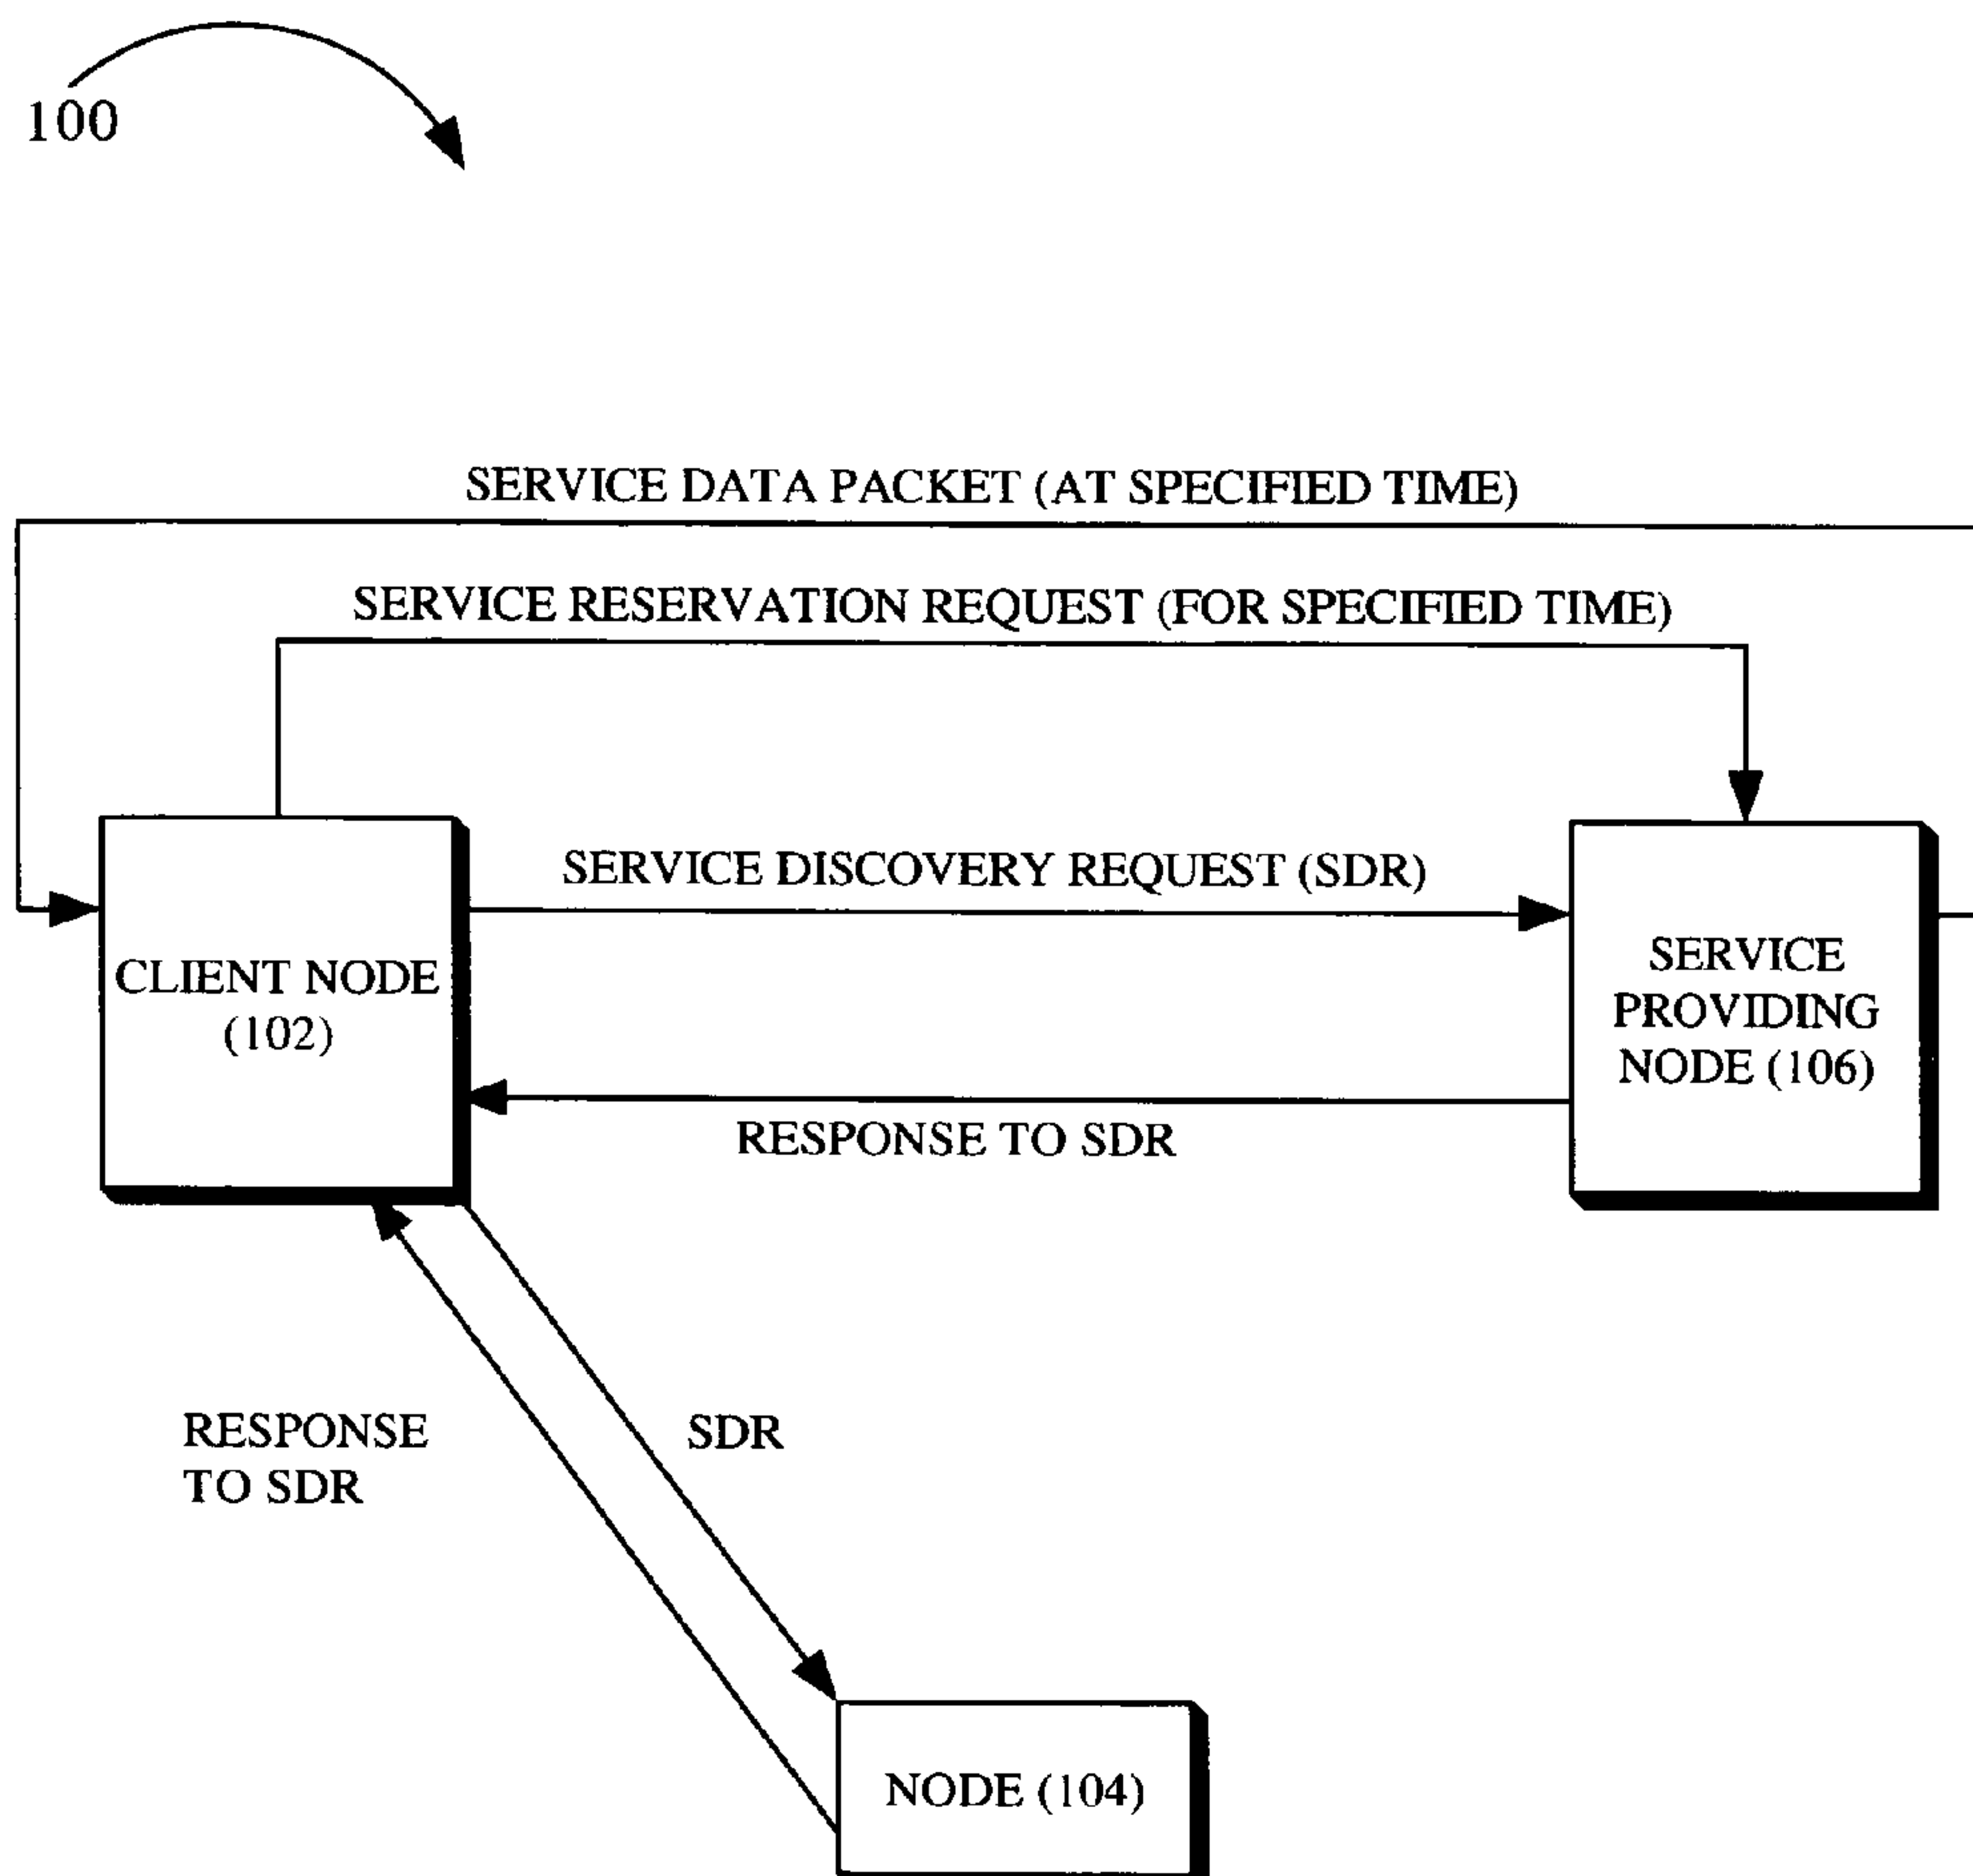 100
SERVICE DATA PACKET (AT SPECIFIED TIME)
SERVICE RESERVATION REQUEST (FOR SPECIFIED TIME)
SERVICE DISCOVERY REQUEST (SDR)
CLIENT NODE
(102)
SERVICE
PROVIDING
NODE (106)
RESPONSE TO SDR
RESPONSE
TO SDR
SDR
NODE (104)